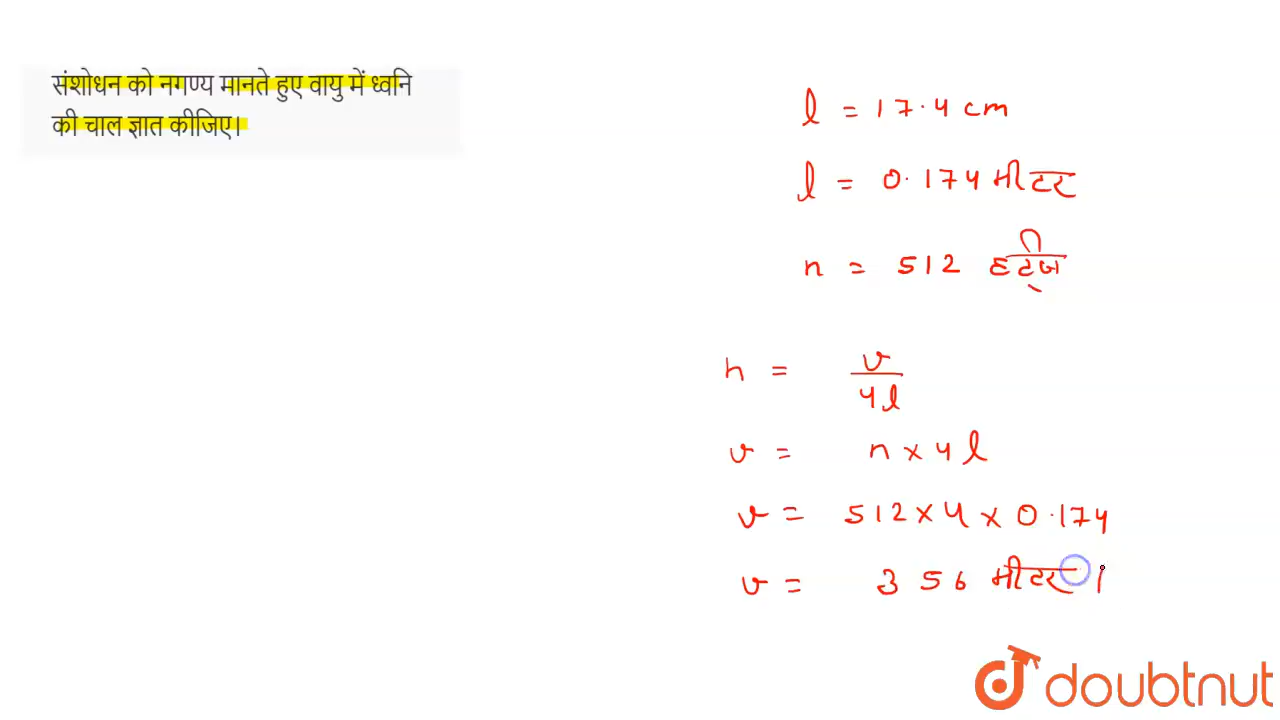 संशोधन को नगण्य मानते हुए वायु में ध्वनि
की चाल ज्ञात कीजिए।
l = 17.4 cm
l = 0.174 मीटर
n = 512 हर्ट्ज
n = v/4l
v = n × 4l
v = 512 × 4 × 0.174
v = 356 मीटर /
doubtnut